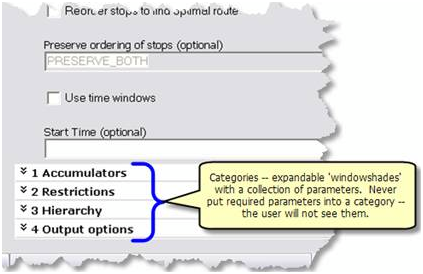 Reorder stops to find optimal route
Preserve ordering of stops (optional)
PRESERVE_BOTH
Use time windows
Start Time (optional)
1 Accumulators
2 Restrictions
3 Hierarchy
4 Output options
Categories -- expandable 'windowshades'
with a collection of parameters. Never
put required parameters into a category --
the user will not see them.